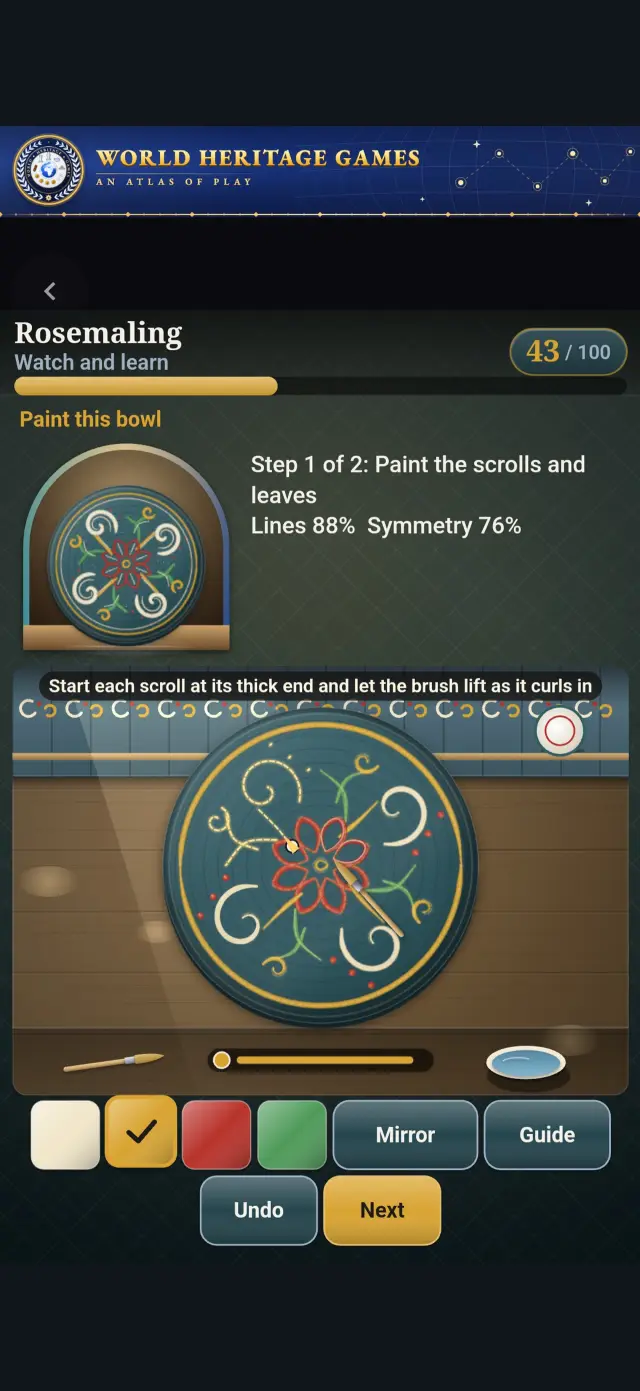 WORLD HERITAGE GAMES
AN ATLAS OF PLAY
Rosemaling
Watch and learn
43 / 100
Paint this bowl
Step 1 of 2: Paint the scrolls and
leaves
Lines 88%  Symmetry 76%
Start each scroll at its thick end and let the brush lift as it curls in
Mirror
Guide
Undo
Next